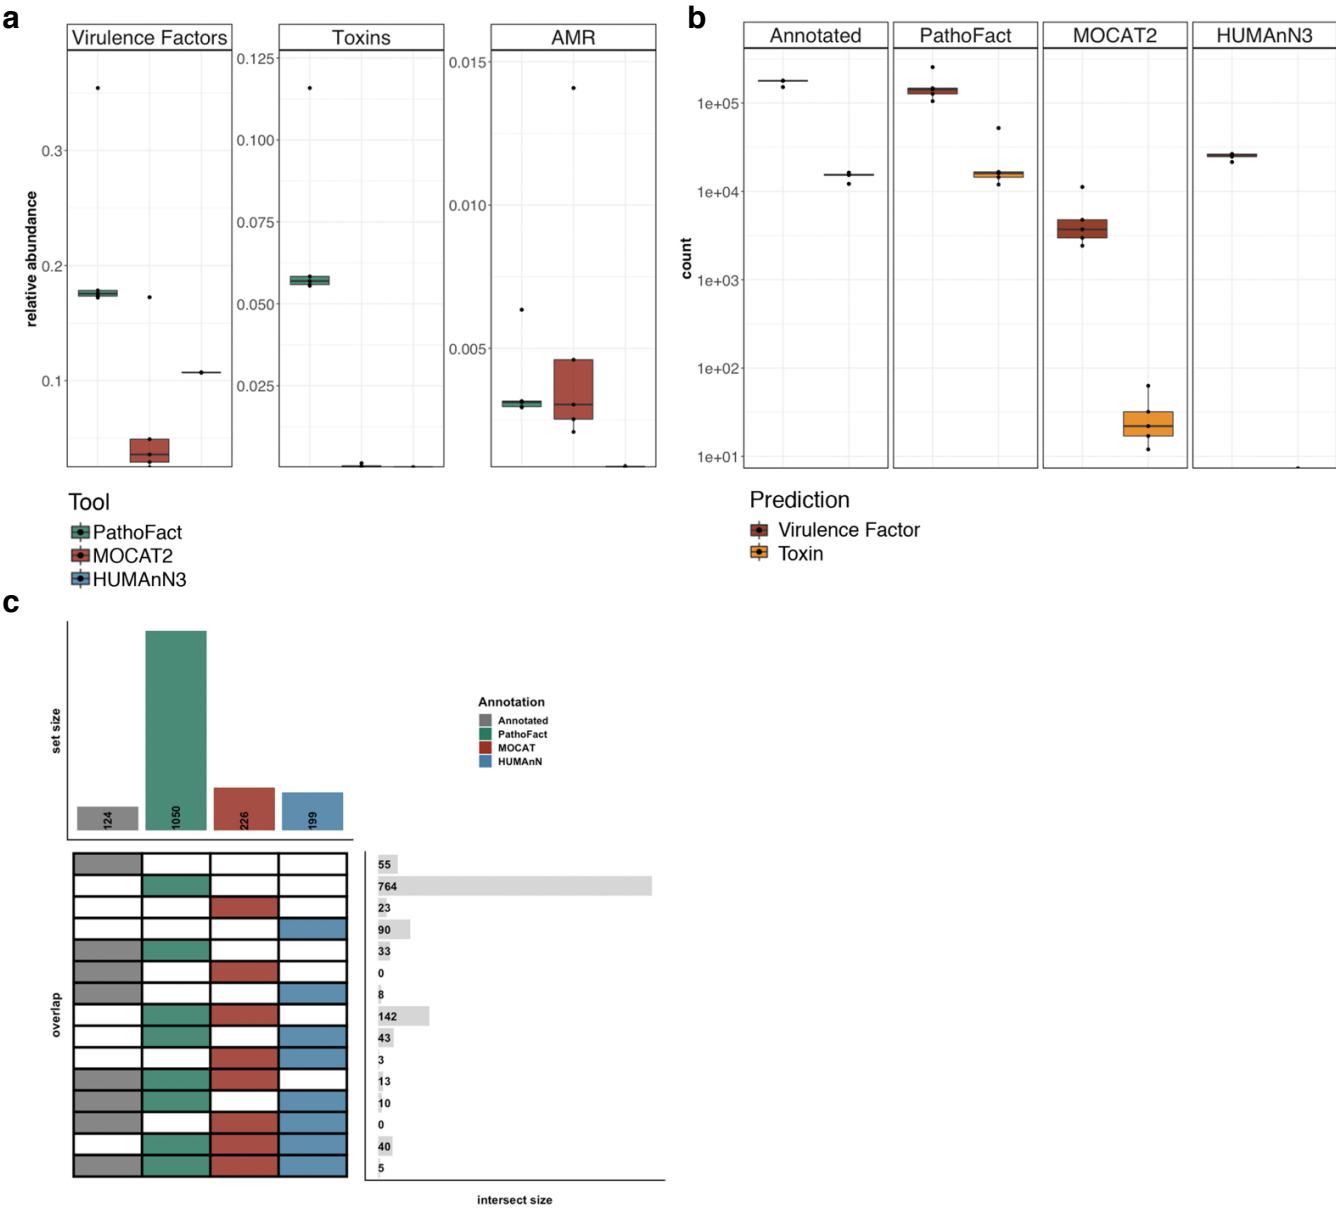 a
Virulence Factors
Toxins
AMR
relative abundance
0.3
0.2
0.1
0.125
0.100
0.075
0.050
0.025
0.015
0.010
0.005
Tool
PathoFact
MOCAT2
HUMAnN3
b
Annotated
PathoFact
MOCAT2
HUMAnN3
count
1e+05
1e+04
1e+03
1e+02
1e+01
Prediction
Virulence Factor
Toxin
c
set size
124
1050
226
199
Annotation
Annotated
PathoFact
MOCAT
HUMAnN
overlap
55
764
23
90
33
0
8
142
43
3
13
10
0
40
5
intersect size